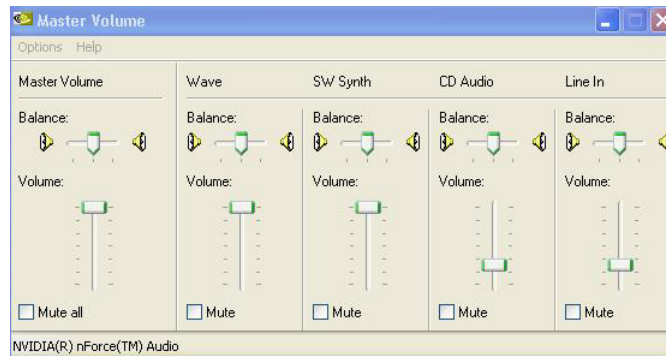 Master Volume
Options Help
Master Volume Wave SW Synth CD Audio Line In
Balance: Balance: Balance: Balance: Balance:
Volume: Volume: Volume: Volume: Volume:
Mute all Mute Mute Mute Mute
NVIDIA(R) nForce(TM) Audio